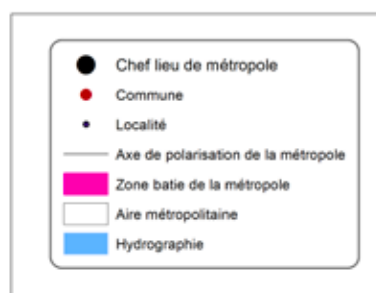 Chef lieu de métropole
Commune
Localité
Axe de polarisation de la métropole
Zone batie de la métropole
Aire métropolitaine
Hydrographie